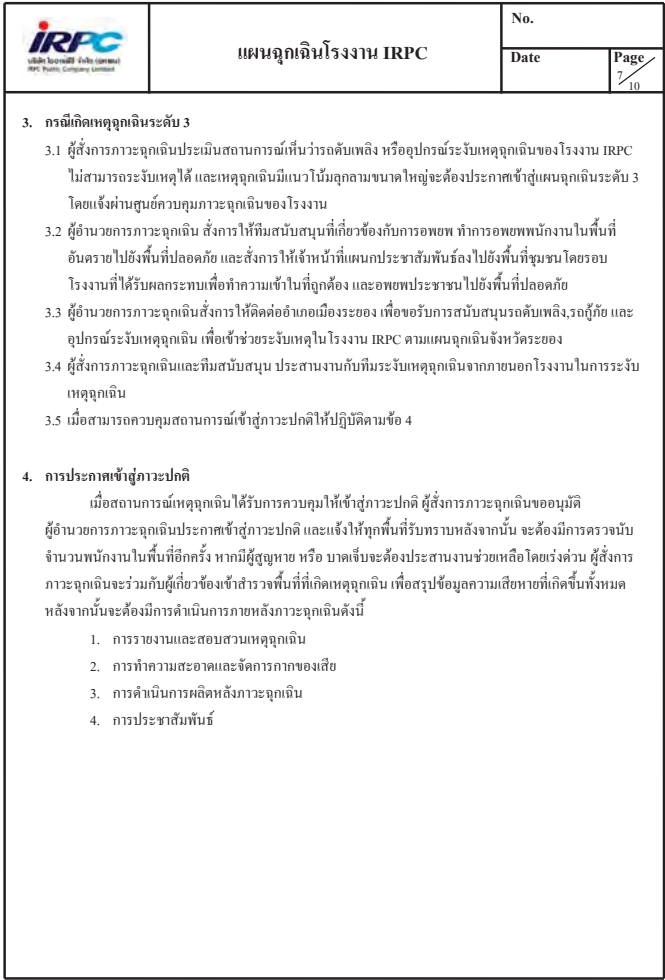 IRPC
บริษัท ไออาร์พีซี จำกัด (มหาชน)
IRPC Public Company Limited
แผนฉุกเฉินโรงงาน IRPC
No.
Date
Page
7/10
3. กรณีเกิดเหตุฉุกเฉินระดับ 3
3.1 ผู้สั่งการภาวะฉุกเฉินประเมินสถานการณ์เห็นว่ารถดับเพลิง หรืออุปกรณ์ระงับเหตุฉุกเฉินของโรงงาน IRPC
ไม่สามารถระงับเหตุได้ และเหตุฉุกเฉินมีแนวโน้มลุกลามขนาดใหญ่จะต้องประกาศเข้าสู่แผนฉุกเฉินระดับ 3
โดยแจ้งผ่านศูนย์ควบคุมภาวะฉุกเฉินของโรงงาน
3.2 ผู้อำนวยการภาวะฉุกเฉิน สั่งการให้ทีมสนับสนุนที่เกี่ยวข้องกับการอพยพ ทำการอพยพพนักงานในพื้นที่
อันตรายไปยังพื้นที่ปลอดภัย และสั่งการให้เจ้าหน้าที่แผนกประชาสัมพันธ์ลงไปยังพื้นที่ชุมชนโดยรอบ
โรงงานที่ได้รับผลกระทบเพื่อทำความเข้าใจที่ถูกต้อง และอพยพประชาชนไปยังพื้นที่ปลอดภัย
3.3 ผู้อำนวยการภาวะฉุกเฉินสั่งการให้ติดต่ออำเภอเมืองระยอง เพื่อขอรับการสนับสนุนรถดับเพลิง,รถกู้ภัย และ
อุปกรณ์ระงับเหตุฉุกเฉิน เพื่อเข้าช่วยระงับเหตุในโรงงาน IRPC ตามแผนฉุกเฉินจังหวัดระยอง
3.4 ผู้สั่งการภาวะฉุกเฉินและทีมสนับสนุน ประสานงานกับทีมระงับเหตุฉุกเฉินจากภายนอกโรงงานในการระงับ
เหตุฉุกเฉิน
3.5 เมื่อสามารถควบคุมสถานการณ์เข้าสู่ภาวะปกติให้ปฏิบัติตามข้อ 4
4. การประกาศเข้าสู่ภาวะปกติ
เมื่อสถานการณ์เหตุฉุกเฉินได้รับการควบคุมให้เข้าสู่ภาวะปกติ ผู้สั่งการภาวะฉุกเฉินขออนุมัติ
ผู้อำนวยการภาวะฉุกเฉินประกาศเข้าสู่ภาวะปกติ และแจ้งให้ทุกพื้นที่รับทราบหลังจากนั้น จะต้องมีการตรวจนับ
จำนวนพนักงานในพื้นที่อีกครั้ง หากมีผู้สูญหาย หรือ บาดเจ็บจะต้องประสานงานช่วยเหลือโดยเร่งด่วน ผู้สั่งการ
ภาวะฉุกเฉินจะร่วมกับผู้เกี่ยวข้องเข้าสำรวจพื้นที่ที่เกิดเหตุฉุกเฉิน เพื่อสรุปข้อมูลความเสียหายที่เกิดขึ้นทั้งหมด
หลังจากนั้นจะต้องมีการดำเนินการภายหลังภาวะฉุกเฉินดังนี้
1. การรายงานและสอบสวนเหตุฉุกเฉิน
2. การทำความสะอาดและจัดการกากของเสีย
3. การดำเนินการผลิตหลังภาวะฉุกเฉิน
4. การประชาสัมพันธ์